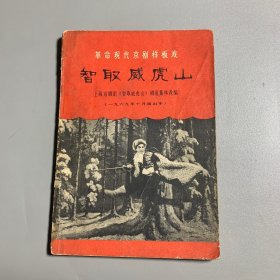 革命现代京剧样板戏
智取威虎山
上海京剧团《智取威虎山》剧组集体改编
（一九六九年十月演出本）